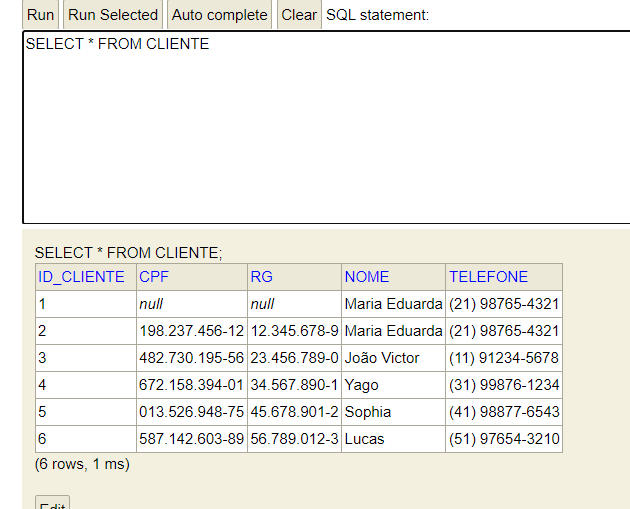 Run Run Selected Auto complete Clear SQL statement:
SELECT * FROM CLIENTE
SELECT * FROM CLIENTE;
ID_CLIENTE CPF RG NOME TELEFONE
1 null null Maria Eduarda (21) 98765-4321
2 198.237.456-12 12.345.678-9 Maria Eduarda (21) 98765-4321
3 482.730.195-56 23.456.789-0 João Victor (11) 91234-5678
4 672.158.394-01 34.567.890-1 Yago (31) 99876-1234
5 013.526.948-75 45.678.901-2 Sophia (41) 98877-6543
6 587.142.603-89 56.789.012-3 Lucas (51) 97654-3210
(6 rows, 1 ms)
Edit